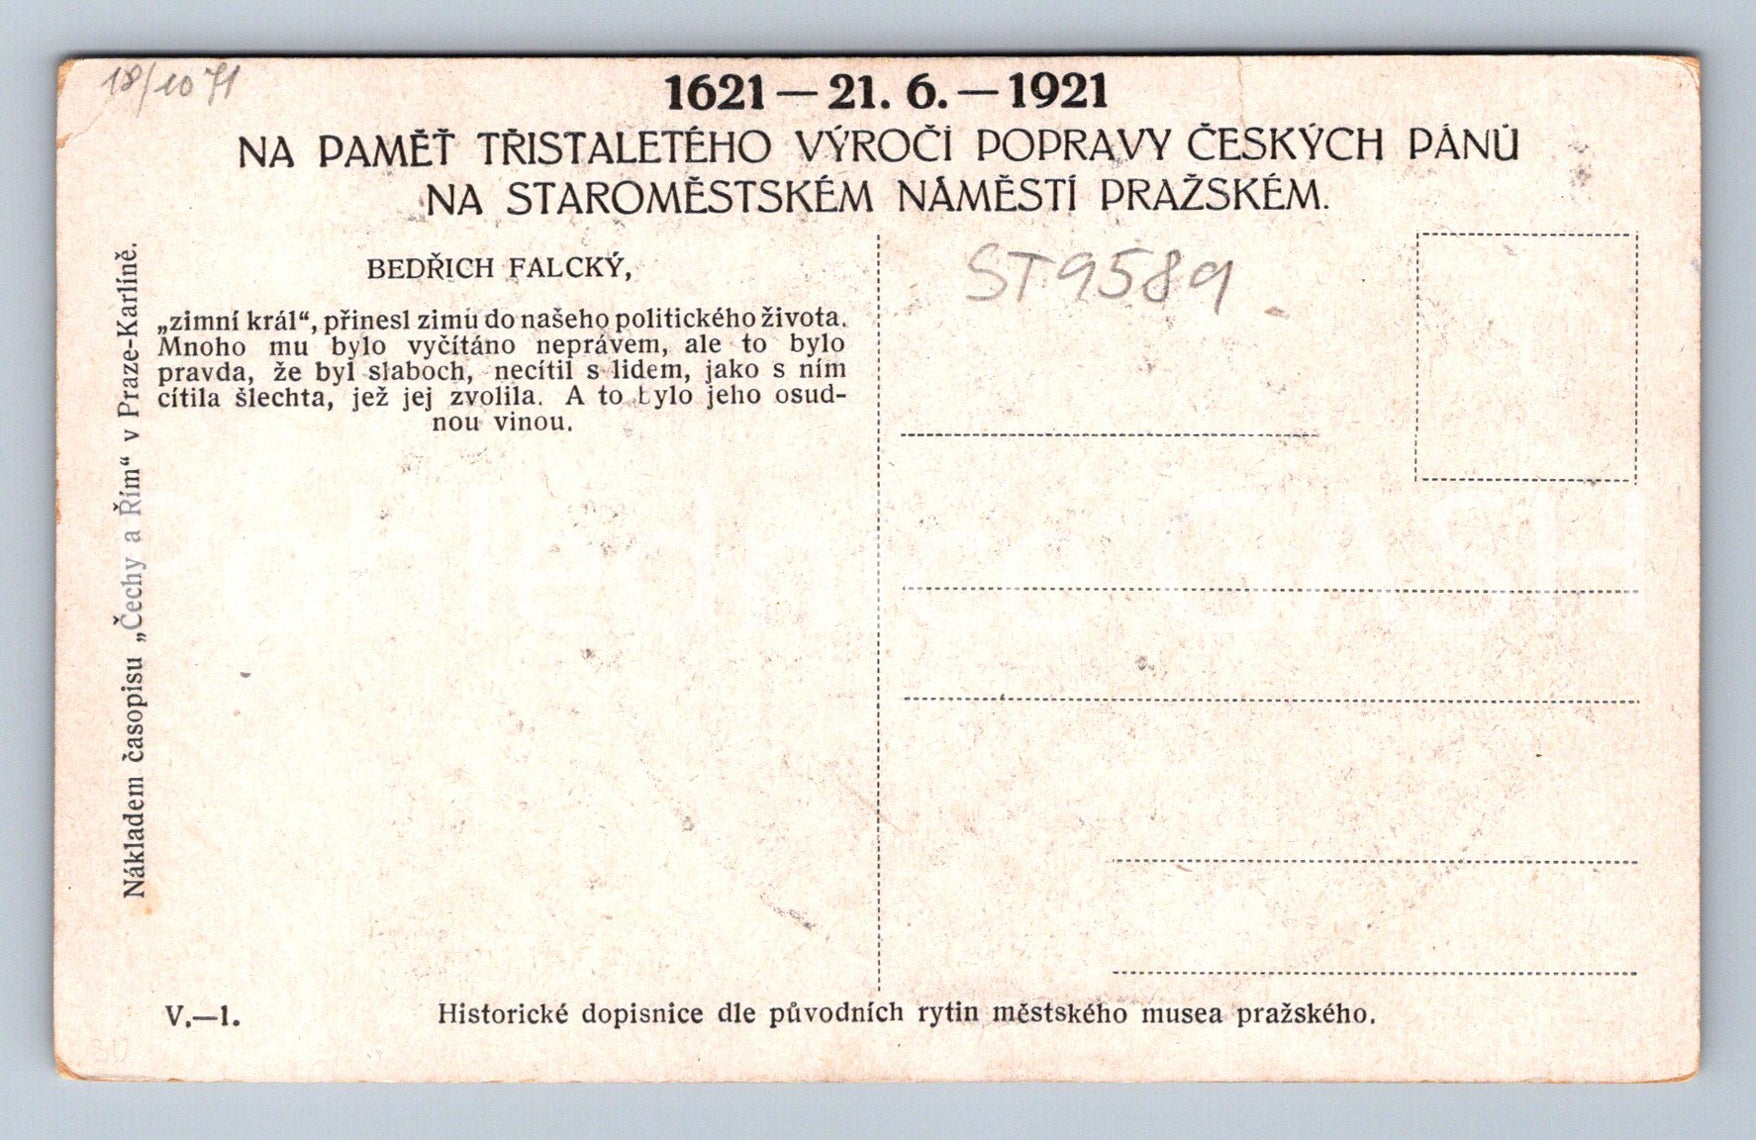 18/10 71
1621 — 21. 6. — 1921
NA PAMĚŤ TŘISTALETÉHO VÝROČÍ POPRAVY ČESKÝCH PÁNŮ
NA STAROMĚSTSKÉM NÁMĚSTÍ PRAŽSKÉM.
BEDŘICH FALCKÝ,
„zimní král“, přinesl zimu do našeho politického života.
Mnoho mu bylo vyčítáno neprávem, ale to bylo
pravda, že byl slaboch, necítil s lidem, jako s ním
cítila šlechta, jež jej zvolila. A to bylo jeho osud-
nou vinou.
Nákladem časopisu „Čechy a Řím“ v Praze-Karlíně.
ST9589
V.—1.
Historické dopisnice dle původních rytin městského musea pražského.
30